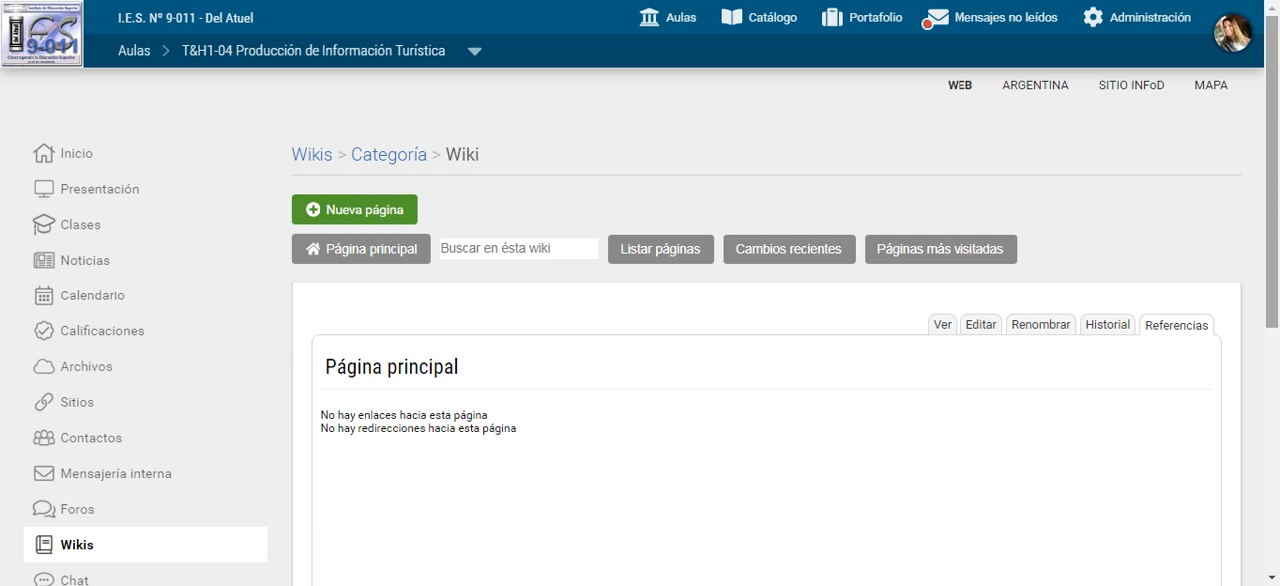 I.E.S. Nº 9-011 - Del Atuel
Aulas
Catálogo
Portafolio
Mensajes no leídos
Administración
Aulas > T&H1-04 Producción de Información Turística
WEB
ARGENTINA
SITIO INFoD
MAPA
Inicio
Presentación
Clases
Noticias
Calendario
Calificaciones
Archivos
Sitios
Contactos
Mensajería interna
Foros
Wikis
Chat
Wikis > Categoría > Wiki
Nueva página
Página principal
Buscar en ésta wiki
Listar páginas
Cambios recientes
Páginas más visitadas
Ver
Editar
Renombrar
Historial
Referencias
Página principal
No hay enlaces hacia esta página
No hay redirecciones hacia esta página